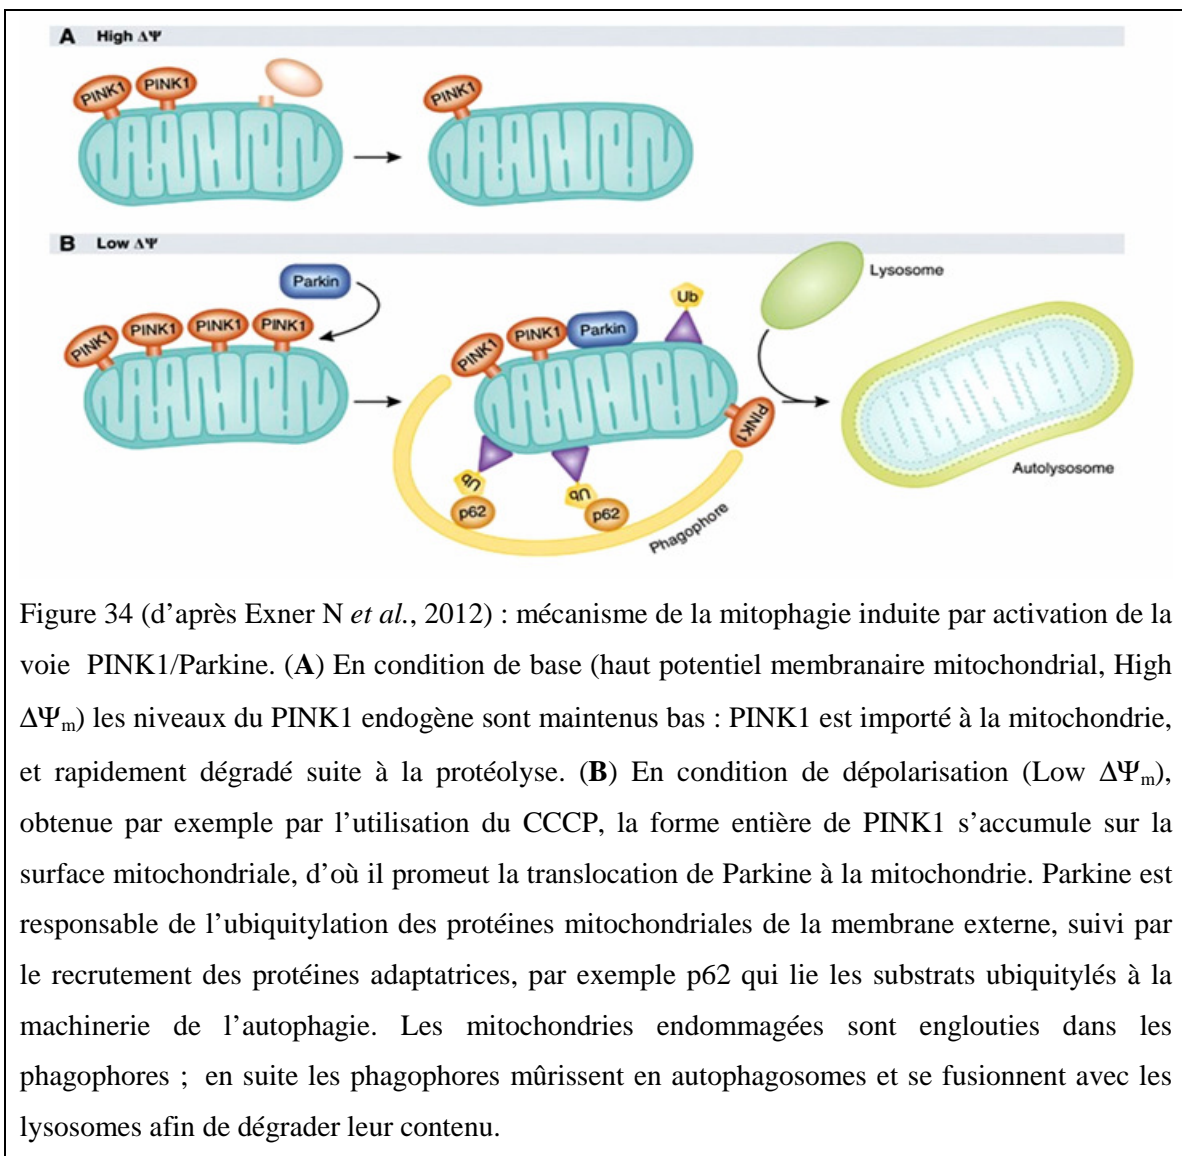 A High ΔΨ
PINK1 PINK1 PINK1
B Low ΔΨ
Parkin
PINK1 PINK1 PINK1 PINK1
PINK1 PINK1 Parkin
Ub
Lysosome
PINK1
Ub
p62
Ub
p62
Phagophore
Autolysosome
Figure 34 (d’après Exner N et al., 2012) : mécanisme de la mitophagie induite par activation de la
voie PINK1/Parkine. (A) En condition de base (haut potentiel membranaire mitochondrial, High
ΔΨm) les niveaux du PINK1 endogène sont maintenus bas : PINK1 est importé à la mitochondrie,
et rapidement dégradé suite à la protéolyse. (B) En condition de dépolarisation (Low ΔΨm),
obtenue par exemple par l’utilisation du CCCP, la forme entière de PINK1 s’accumule sur la
surface mitochondriale, d’où il promeut la translocation de Parkine à la mitochondrie. Parkine est
responsable de l’ubiquitylation des protéines mitochondriales de la membrane externe, suivi par
le recrutement des protéines adaptatrices, par exemple p62 qui lie les substrats ubiquitylés à la
machinerie de l’autophagie. Les mitochondries endommagées sont englouties dans les
phagophores ; en suite les phagophores mûrissent en autophagosomes et se fusionnent avec les
lysosomes afin de dégrader leur contenu.